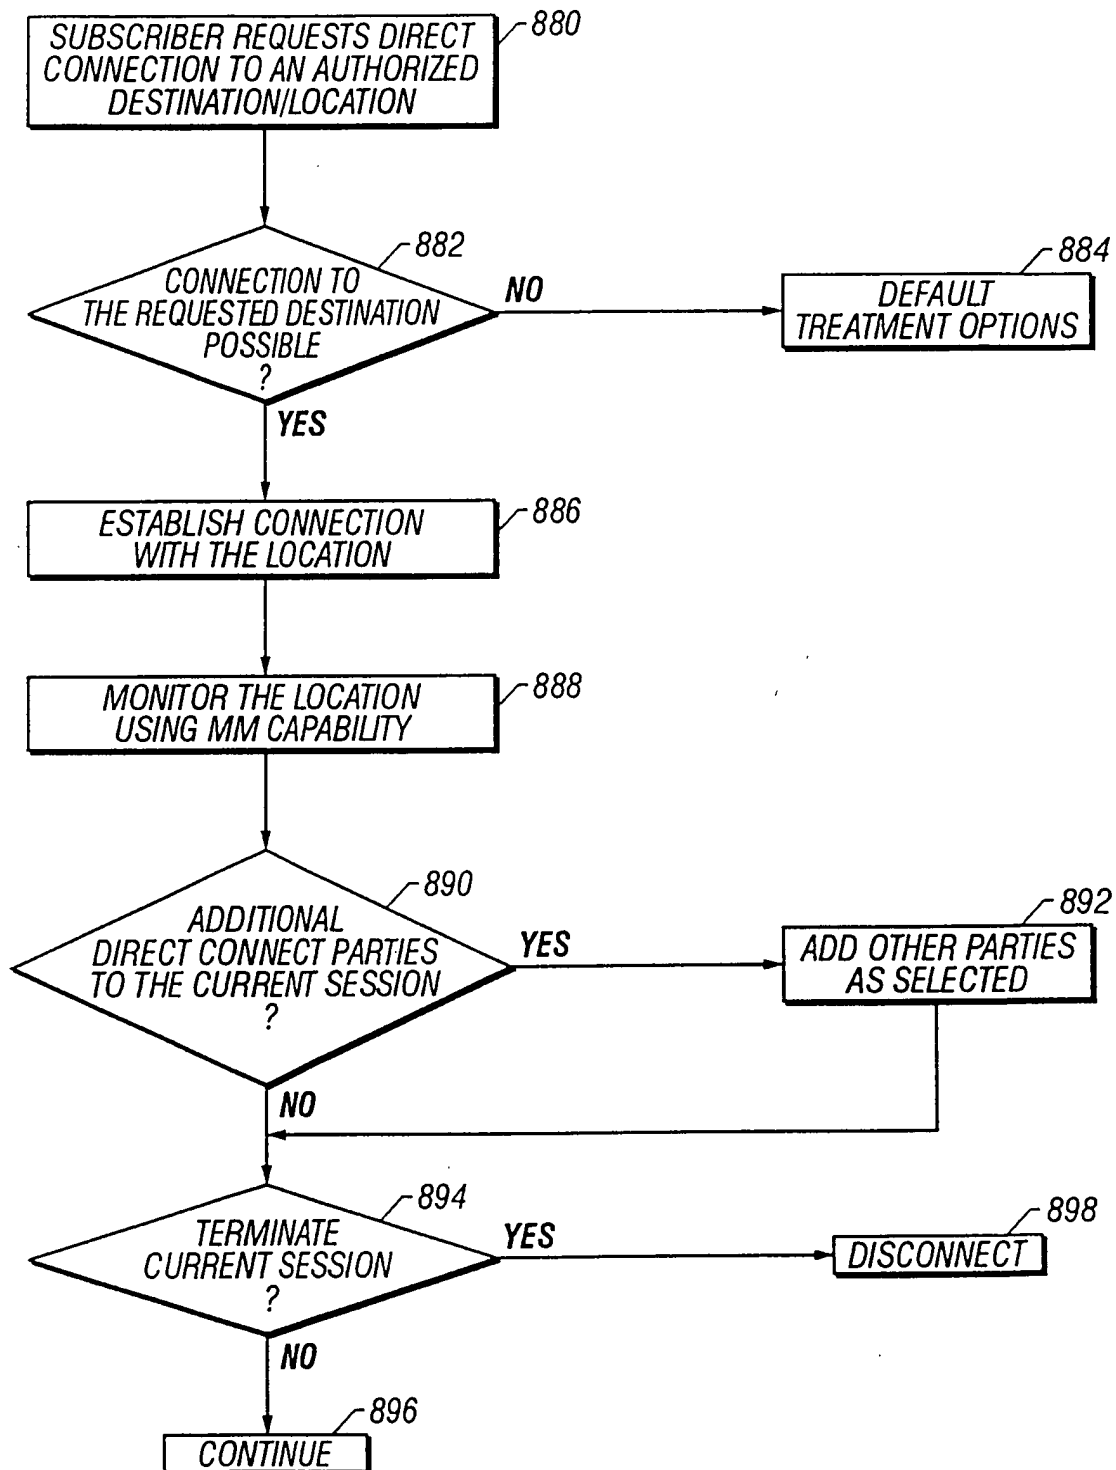 880
SUBSCRIBER REQUESTS DIRECT
CONNECTION TO AN AUTHORIZED
DESTINATION/LOCATION
882
CONNECTION TO
THE REQUESTED DESTINATION
POSSIBLE
?
NO
884
DEFAULT
TREATMENT OPTIONS
YES
886
ESTABLISH CONNECTION
WITH THE LOCATION
888
MONITOR THE LOCATION
USING MM CAPABILITY
890
ADDITIONAL
DIRECT CONNECT PARTIES
TO THE CURRENT SESSION
?
YES
892
ADD OTHER PARTIES
AS SELECTED
NO
894
TERMINATE
CURRENT SESSION
?
YES
898
DISCONNECT
NO
896
CONTINUE